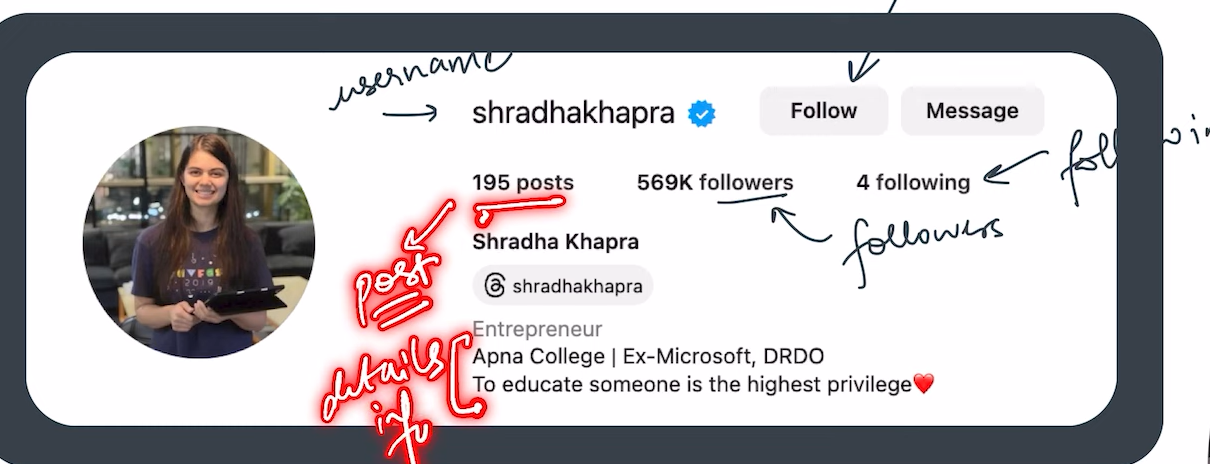 username
shradhakhapra Follow Message
following
195 posts 569K followers 4 following
followers
Shradha Khapra
post
shradhakhapra
Entrepreneur
details
Apna College | Ex-Microsoft, DRDO
To educate someone is the highest privilege❤️
info